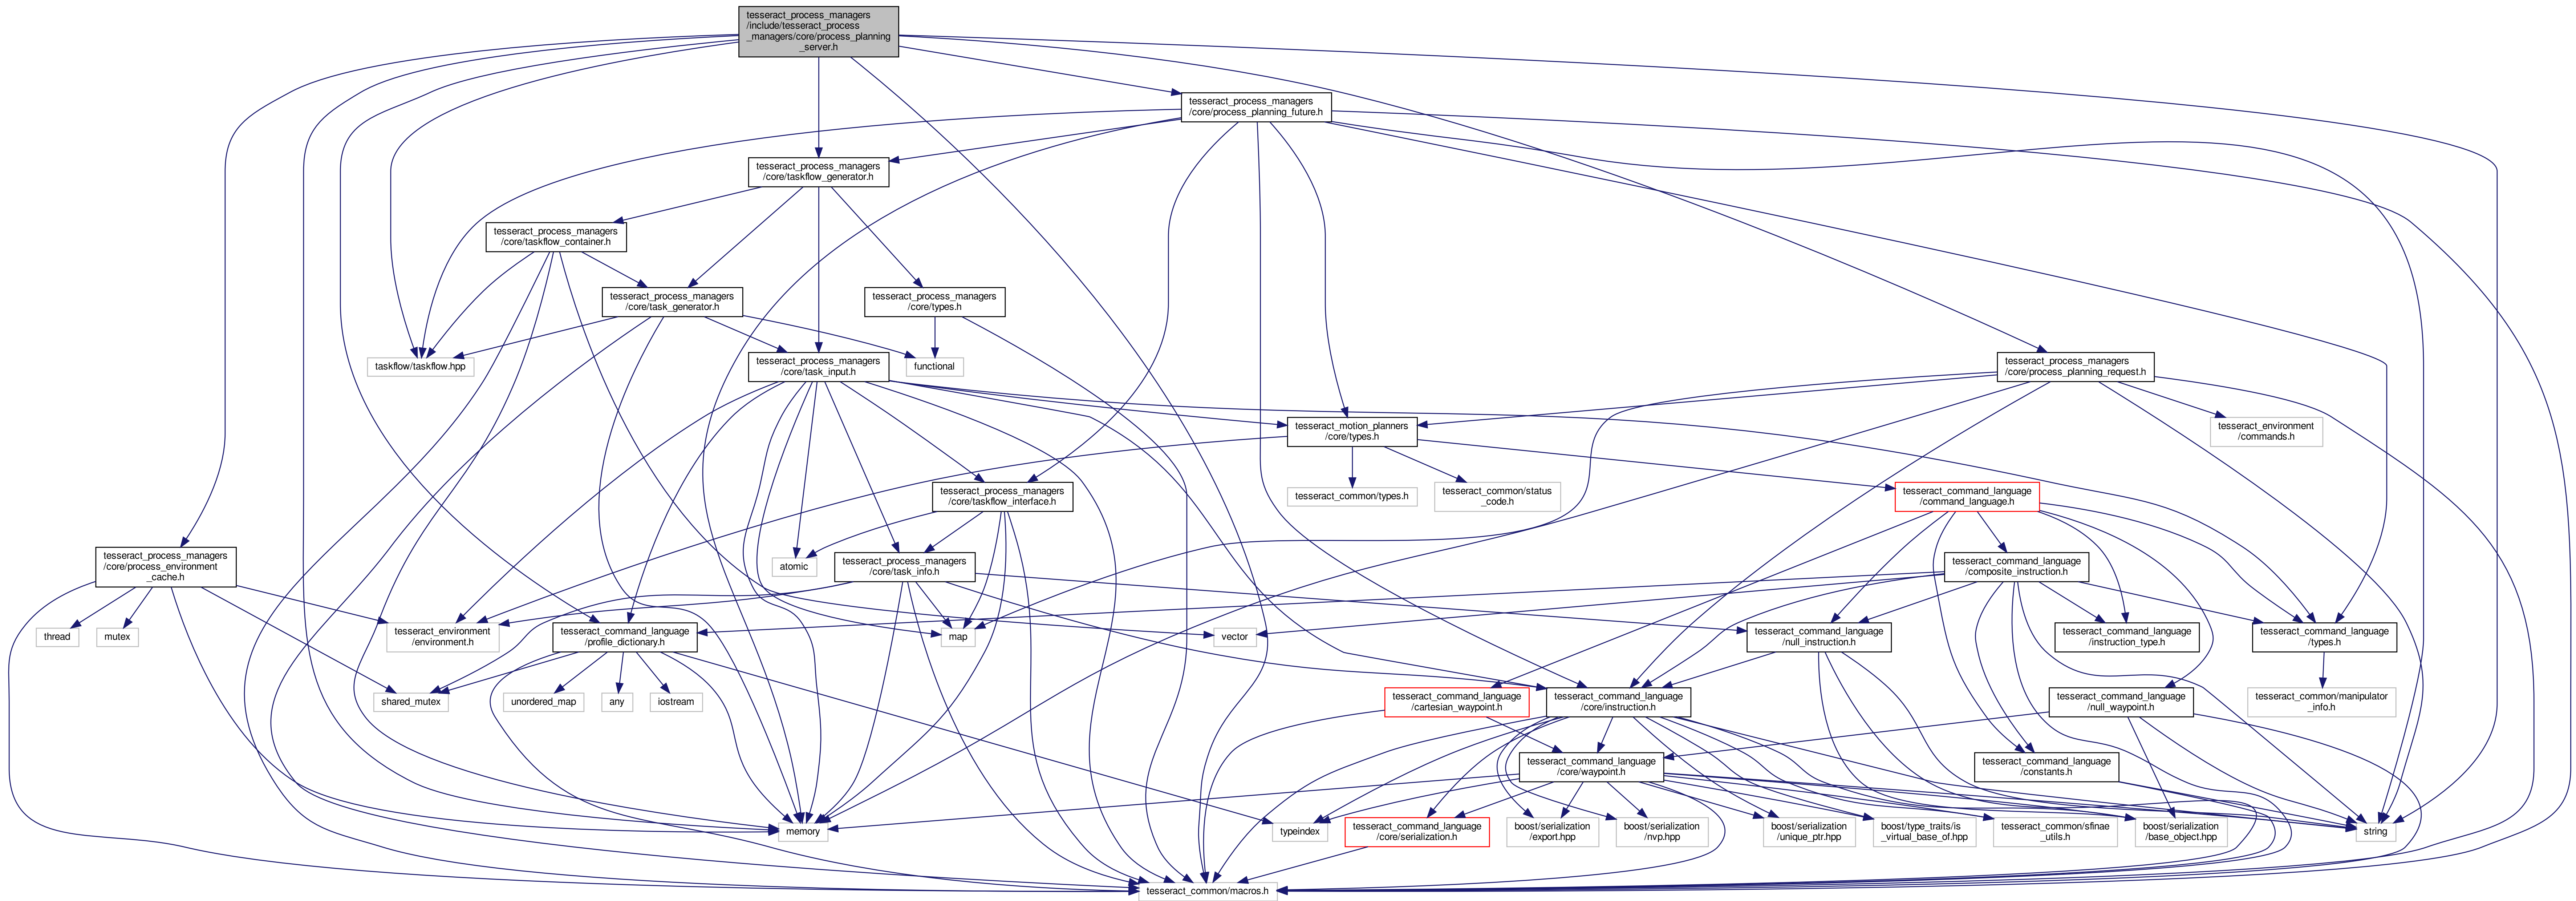 tesseract_process_managers
/include/tesseract_process
_managers/core/process_planning
_server.h
tesseract_process_managers
/core/process_planning_future.h
tesseract_process_managers
/core/taskflow_generator.h
tesseract_process_managers
/core/taskflow_container.h
tesseract_process_managers
/core/task_generator.h
tesseract_process_managers
/core/types.h
taskflow/taskflow.hpp
tesseract_process_managers
/core/task_input.h
functional
tesseract_process_managers
/core/process_planning_request.h
tesseract_motion_planners
/core/types.h
tesseract_environment
/commands.h
tesseract_process_managers
/core/taskflow_interface.h
tesseract_common/types.h
tesseract_common/status
_code.h
tesseract_command_language
/command_language.h
tesseract_process_managers
/core/process_environment
_cache.h
atomic
tesseract_process_managers
/core/task_info.h
tesseract_command_language
/composite_instruction.h
thread
mutex
tesseract_environment
/environment.h
tesseract_command_language
/profile_dictionary.h
map
vector
tesseract_command_language
/null_instruction.h
tesseract_command_language
/instruction_type.h
tesseract_command_language
/types.h
shared_mutex
unordered_map
any
iostream
tesseract_command_language
/cartesian_waypoint.h
tesseract_command_language
/core/instruction.h
tesseract_command_language
/null_waypoint.h
tesseract_common/manipulator
_info.h
tesseract_command_language
/core/waypoint.h
tesseract_command_language
/constants.h
memory
typeindex
tesseract_command_language
/core/serialization.h
boost/serialization
/export.hpp
boost/serialization
/nvp.hpp
boost/serialization
/unique_ptr.hpp
boost/type_traits/is
_virtual_base_of.hpp
tesseract_common/sfinae
_utils.h
boost/serialization
/base_object.hpp
string
tesseract_common/macros.h